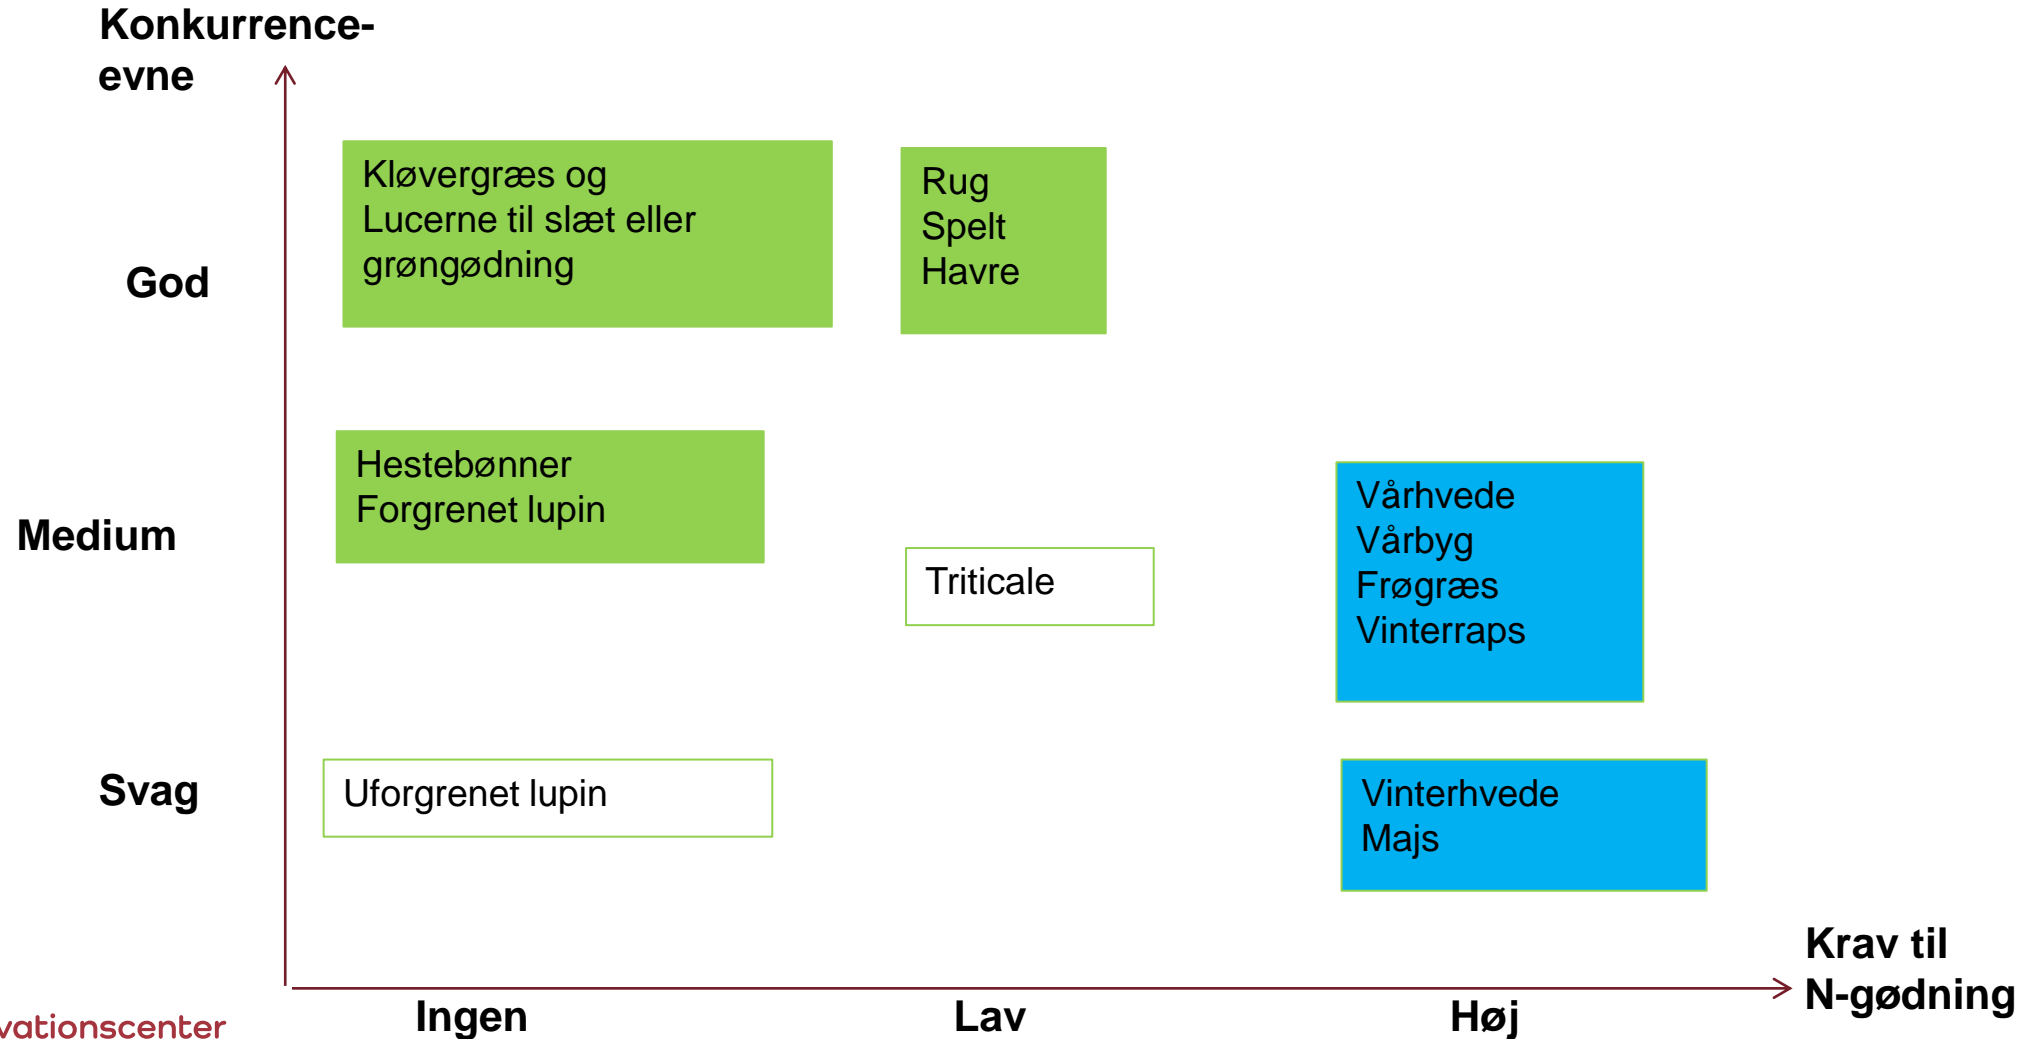 Konkurrence-
evne
Kløvergræs og
Lucerne til slæt eller
grøngødning
Rug
Spelt
Havre
God
Hestebønner
Forgrenet lupin
Vårhvede
Vårbyg
Frøgræs
Vinterraps
Medium
Triticale
Svag
Uforgrenet lupin
Vinterhvede
Majs
Krav til
N-gødning
Ingen
Lav
Høj
vationscenter